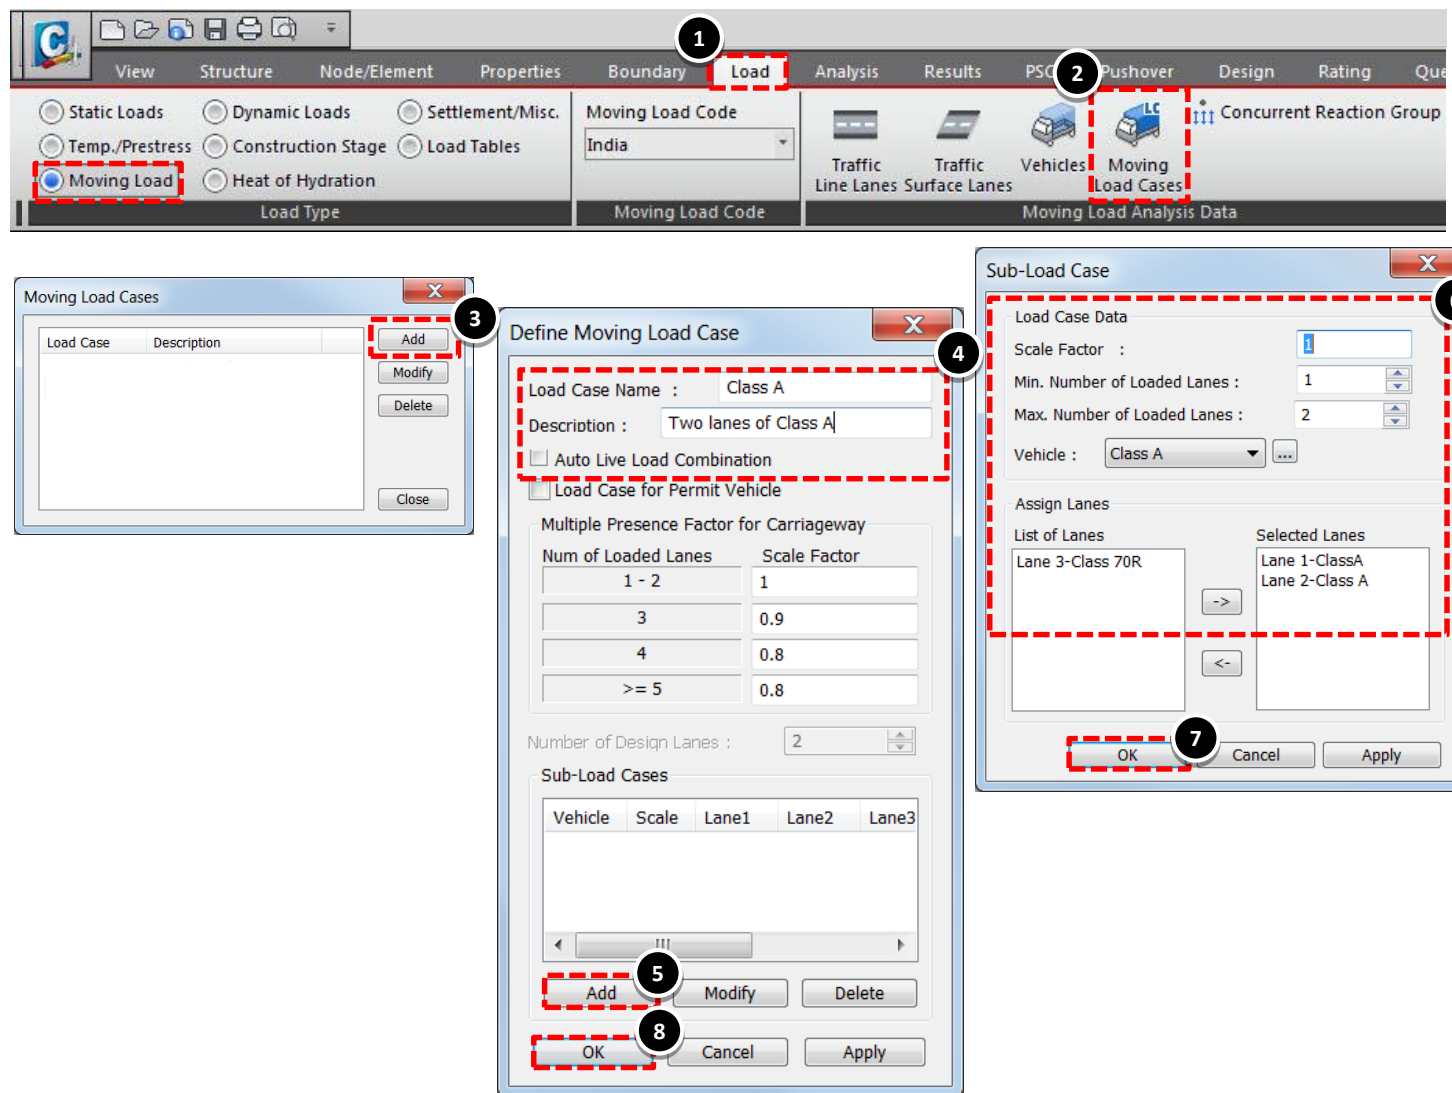 1
View Structure Node/Element Properties Boundary Load Analysis Results PSC 2 Pushover Design Rating Que
Static Loads Dynamic Loads Settlement/Misc.
Temp./Prestress Construction Stage Load Tables
Moving Load Heat of Hydration
Load Type
Moving Load Code
India
Moving Load Code
Traffic Line Lanes
Traffic Surface Lanes
Vehicles
LC
Moving Load Cases
Concurrent Reaction Group
Moving Load Analysis Data
Moving Load Cases
3
Load Case Description
Add
Modify
Delete
Close
Define Moving Load Case
4
Load Case Name : Class A
Description : Two lanes of Class A
Auto Live Load Combination
Load Case for Permit Vehicle
Multiple Presence Factor for Carriageway
Num of Loaded Lanes Scale Factor
1 - 2 1
3 0.9
4 0.8
>= 5 0.8
Number of Design Lanes : 2
Sub-Load Cases
Vehicle Scale Lane1 Lane2 Lane3
5
Add Modify Delete
8
OK Cancel Apply
Sub-Load Case
Load Case Data
Scale Factor : 1
Min. Number of Loaded Lanes : 1
Max. Number of Loaded Lanes : 2
Vehicle : Class A ...
Assign Lanes
List of Lanes Selected Lanes
Lane 3-Class 70R Lane 1-ClassA
Lane 2-Class A
->
<-
7
OK Cancel Apply